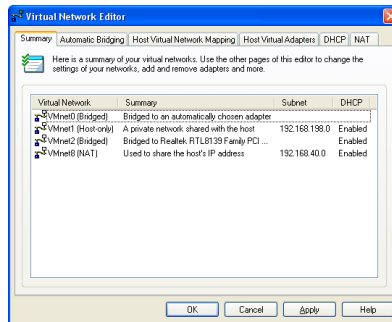 Virtual Network Editor
Summary Automatic Bridging Host Virtual Network Mapping Host Virtual Adapters DHCP NAT
Here is a summary of your virtual networks. Use the other pages of this editor to change the
settings of your networks, add and remove adapters and more.
Virtual Network Summary Subnet DHCP
VMnet0 (Bridged) Bridged to an automatically chosen adapter
VMnet1 (Host-only) A private network shared with the host 192.168.198.0 Enabled
VMnet2 (Bridged) Bridged to Realtek RTL8139 Family PCI ... Enabled
VMnet8 (NAT) Used to share the host's IP address 192.168.40.0 Enabled
OK Cancel Apply Help